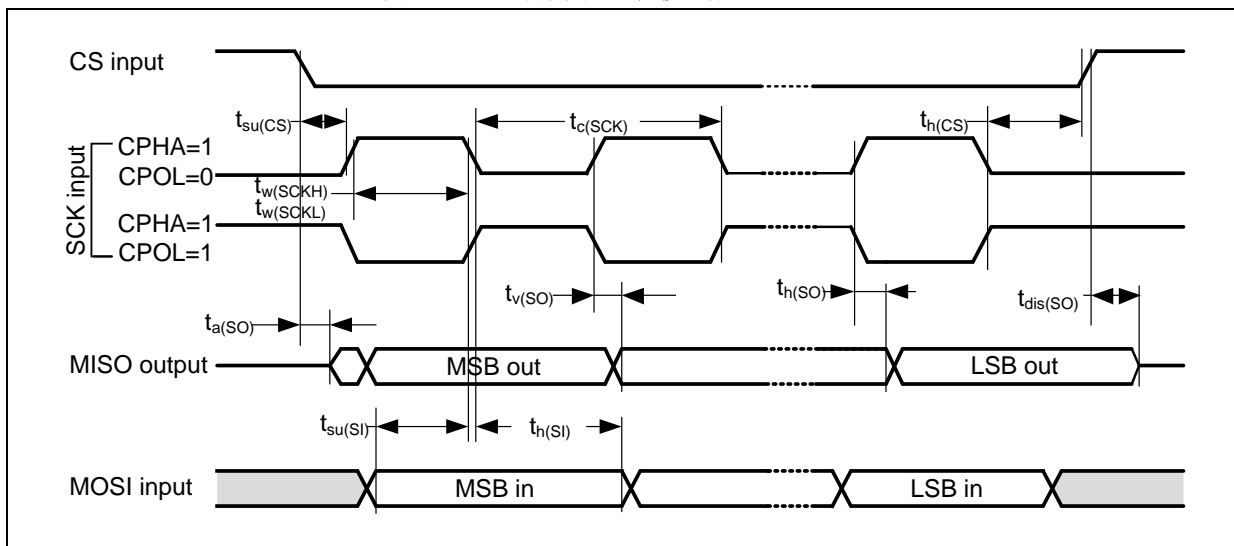 CS input
t_su(CS)
t_c(SCK)
t_h(CS)
SCK input
CPHA=1
CPOL=0
t_w(SCKH)
t_w(SCKL)
CPHA=1
CPOL=1
t_v(SO)
t_h(SO)
t_dis(SO)
t_a(SO)
MISO output
MSB out
LSB out
t_su(SI)
t_h(SI)
MOSI input
MSB in
LSB in